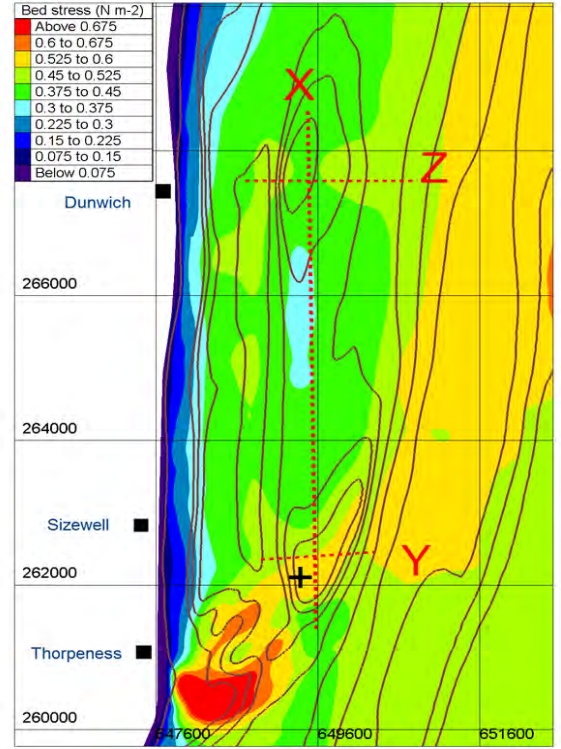 Bed stress (N m-2)
Above 0.675
0.6 to 0.675
0.525 to 0.6
0.45 to 0.525
0.375 to 0.45
0.3 to 0.375
0.225 to 0.3
0.15 to 0.225
0.075 to 0.15
Below 0.075
X
Z
Dunwich
266000
264000
Sizewell
Y
262000
Thorpeness
260000
647600
649600
651600